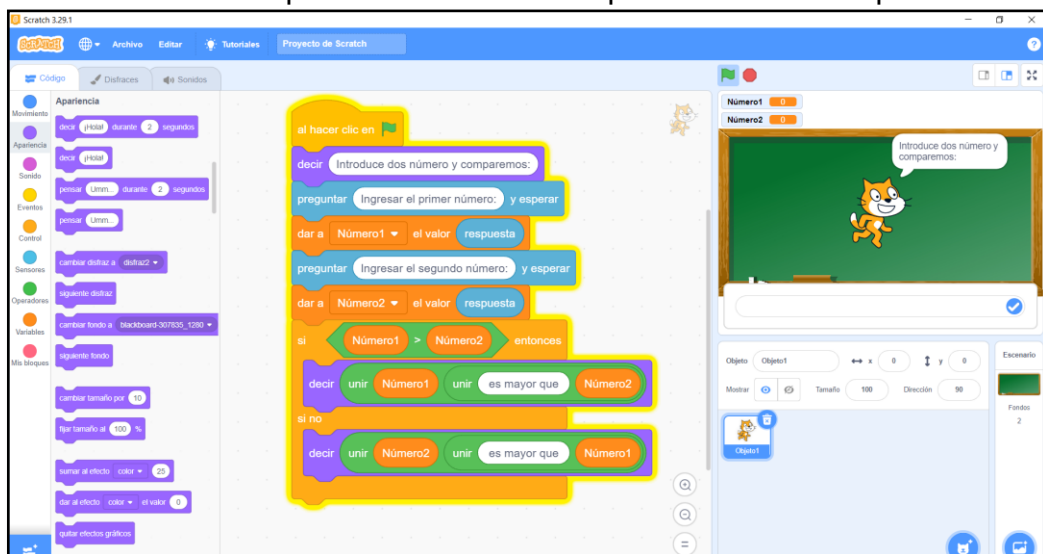 Scratch 3.29.1
SCRATCH Archivo Editar Tutoriales Proyecto de Scratch
Código Disfraces Sonidos
Movimiento
Apariencia
Sonido
Eventos
Control
Sensores
Operadores
Variables
Mis bloques
Apariencia
decir ¡Hola! durante 2 segundos
decir ¡Hola!
pensar Umm... durante 2 segundos
pensar Umm...
cambiar disfraz a disfraz2
siguiente disfraz
cambiar fondo a blackboard-307835_1280
siguiente fondo
cambiar tamaño por 10
fijar tamaño al 100 %
sumar al efecto color 25
dar al efecto color el valor 0
quitar efectos gráficos
al hacer clic en
decir Introduce dos número y comparemos:
preguntar Ingresar el primer número: y esperar
dar a Número1 el valor respuesta
preguntar Ingresar el segundo número: y esperar
dar a Número2 el valor respuesta
si Número1 > Número2 entonces
decir unir Número1 unir es mayor que Número2
si no
decir unir Número2 unir es mayor que Número1
Número1 0
Número2 0
Introduce dos número y
comparemos:
Objeto Objeto1 x 0 y 0
Mostrar Tamaño 100 Dirección 90
Objeto1
Escenario
Fondos
2